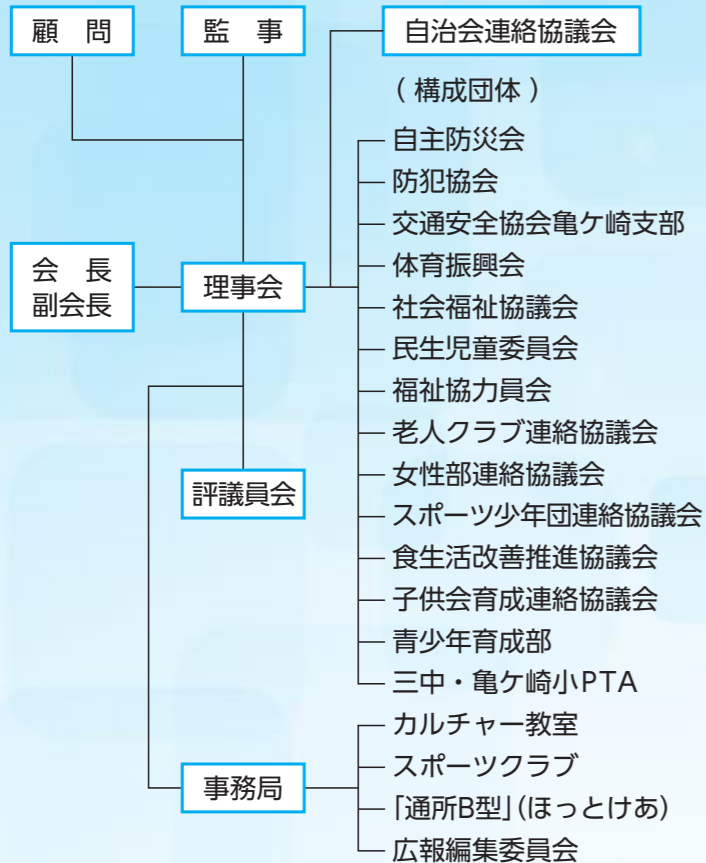 顧問
監事
自治会連絡協議会
（構成団体）
自主防災会
防犯協会
交通安全協会亀ケ崎支部
体育振興会
会長
副会長
理事会
社会福祉協議会
民生児童委員会
福祉協力員会
老人クラブ連絡協議会
女性部連絡協議会
評議員会
スポーツ少年団連絡協議会
食生活改善推進協議会
子供会育成連絡協議会
青少年育成部
三中・亀ケ崎小PTA
事務局
カルチャー教室
スポーツクラブ
「通所B型」（ほっとけあ）
広報編集委員会